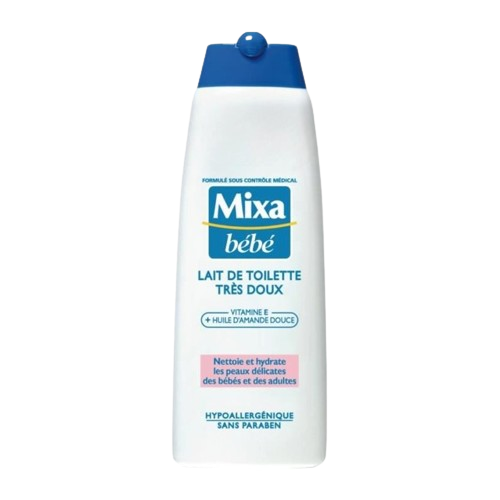 FORMULÉ SOUS CONTRÔLE MÉDICAL
Mixa
bébé
LAIT DE TOILETTE
TRÈS DOUX
VITAMINE E
+ HUILE D'AMANDE DOUCE
Nettoie et hydrate
les peaux délicates
des bébés et des adultes
HYPOALLERGÉNIQUE
SANS PARABEN